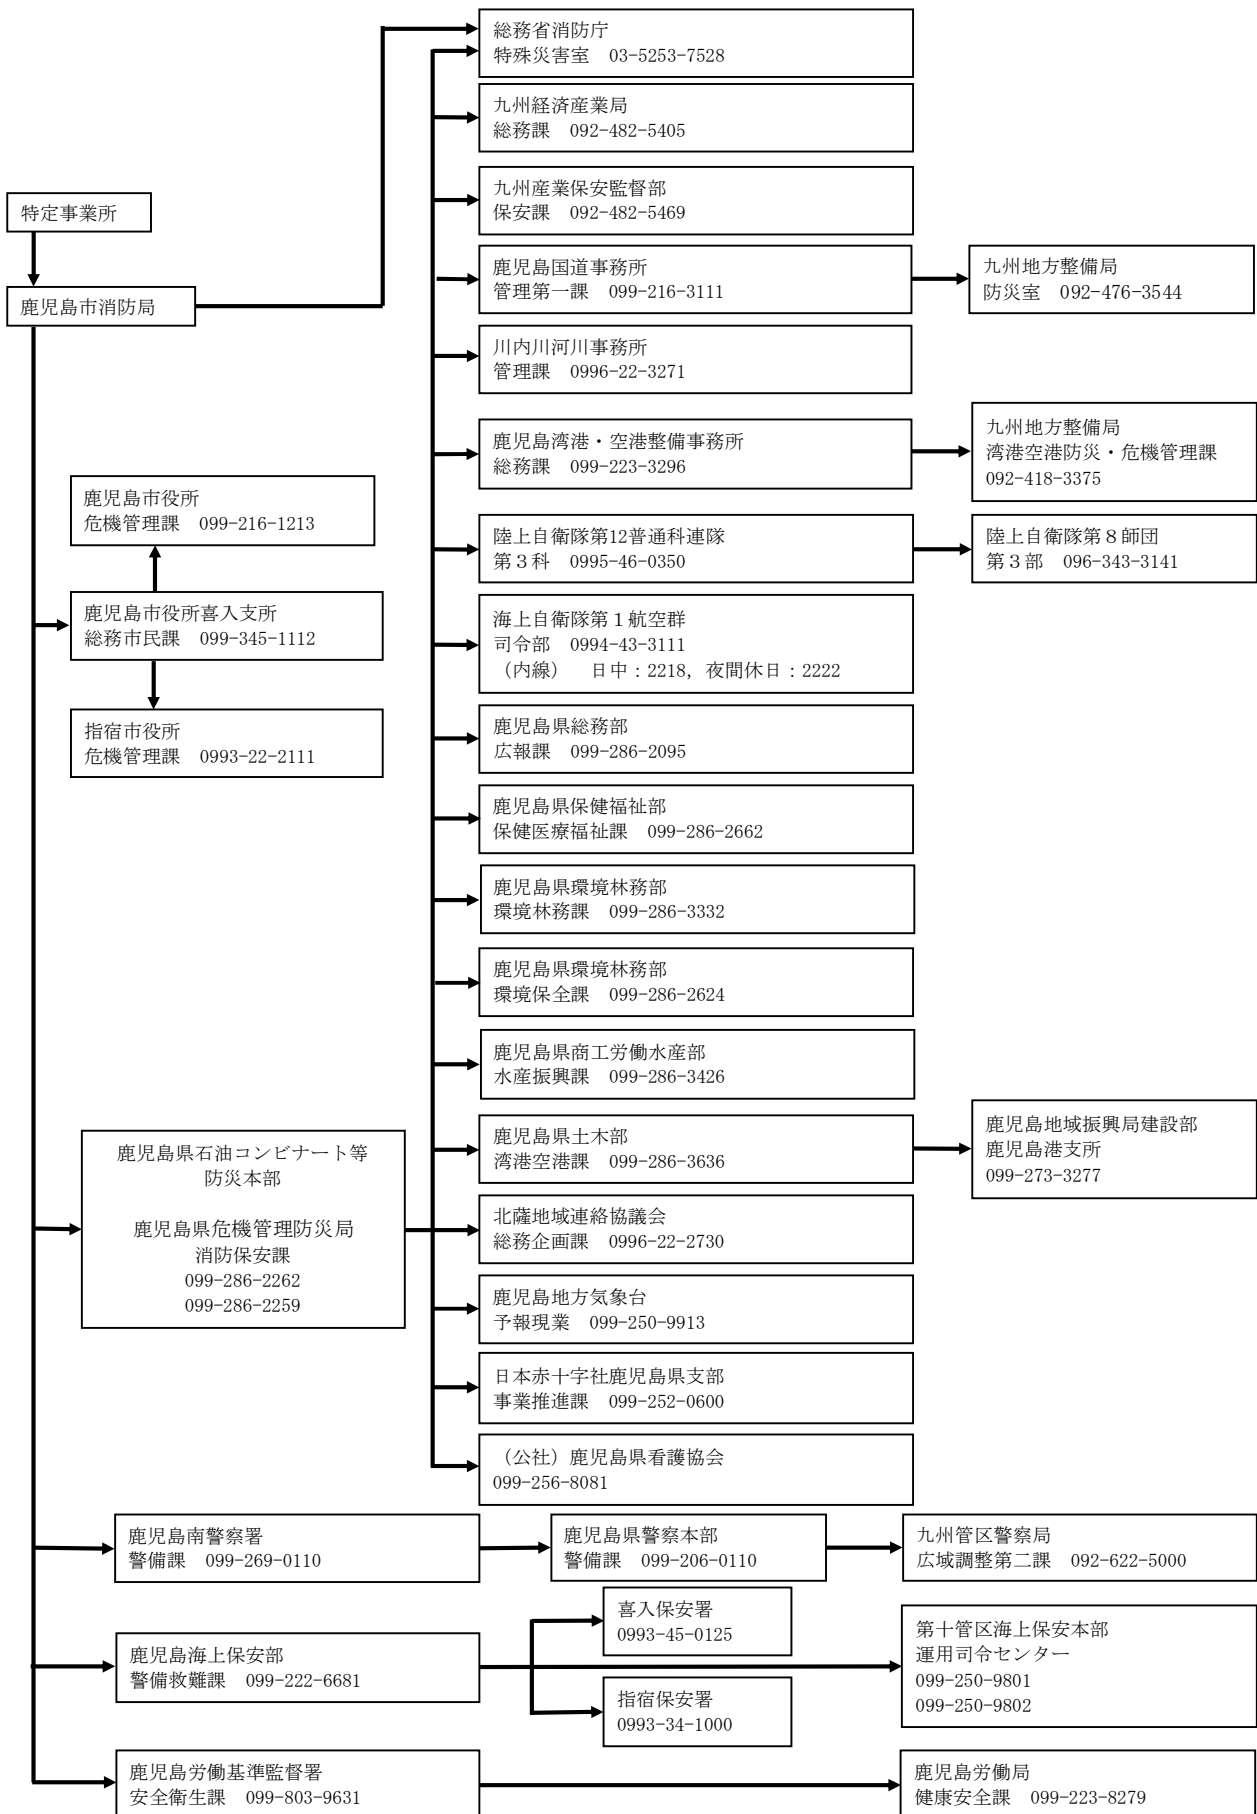 総務省消防庁
特殊災害室　03-5253-7528
九州経済産業局
総務課　092-482-5405
九州産業保安監督部
保安課　092-482-5469
特定事業所
鹿児島市消防局
鹿児島国道事務所
管理第一課　099-216-3111
九州地方整備局
防災室　092-476-3544
川内川河川事務所
管理課　0996-22-3271
鹿児島湾港・空港整備事務所
総務課　099-223-3296
九州地方整備局
湾港空港防災・危機管理課
092-418-3375
鹿児島市役所
危機管理課　099-216-1213
陸上自衛隊第12普通科連隊
第３科　0995-46-0350
陸上自衛隊第８師団
第３部　096-343-3141
鹿児島市役所喜入支所
総務市民課　099-345-1112
海上自衛隊第１航空群
司令部　0994-43-3111
（内線）　日中：2218，夜間休日：2222
指宿市役所
危機管理課　0993-22-2111
鹿児島県総務部
広報課　099-286-2095
鹿児島県保健福祉部
保健医療福祉課　099-286-2662
鹿児島県環境林務部
環境林務課　099-286-3332
鹿児島県環境林務部
環境保全課　099-286-2624
鹿児島県商工労働水産部
水産振興課　099-286-3426
鹿児島県土木部
湾港空港課　099-286-3636
鹿児島地域振興局建設部
鹿児島港支所
099-273-3277
鹿児島県石油コンビナート等
防災本部
鹿児島県危機管理防災局
消防保安課
099-286-2262
099-286-2259
北薩地域連絡協議会
総務企画課　0996-22-2730
鹿児島地方気象台
予報現業　099-250-9913
日本赤十字社鹿児島県支部
事業推進課　099-252-0600
（公社）鹿児島県看護協会
099-256-8081
鹿児島南警察署
警備課　099-269-0110
鹿児島県警察本部
警備課　099-206-0110
九州管区警察局
広域調整第二課　092-622-5000
鹿児島海上保安部
警備救難課　099-222-6681
喜入保安署
0993-45-0125
指宿保安署
0993-34-1000
第十管区海上保安本部
運用司令センター
099-250-9801
099-250-9802
鹿児島労働基準監督署
安全衛生課　099-803-9631
鹿児島労働局
健康安全課　099-223-8279